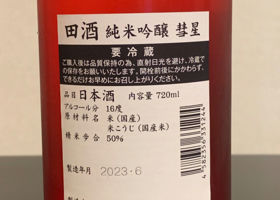 田酒 純米吟醸 彗星
要冷蔵
ご購入後は品質保持の為、直射日光を避け、冷蔵で
の保存をお願いいたします。開栓前後にかかわらず、
できるだけお早めにお召し上がりください。
品目 日本酒 内容量 720ml
アルコール分 16度
原材料名 米（国産）
米こうじ（国産米）
精米歩合 50%
製造年月 2023・6
4582356331244